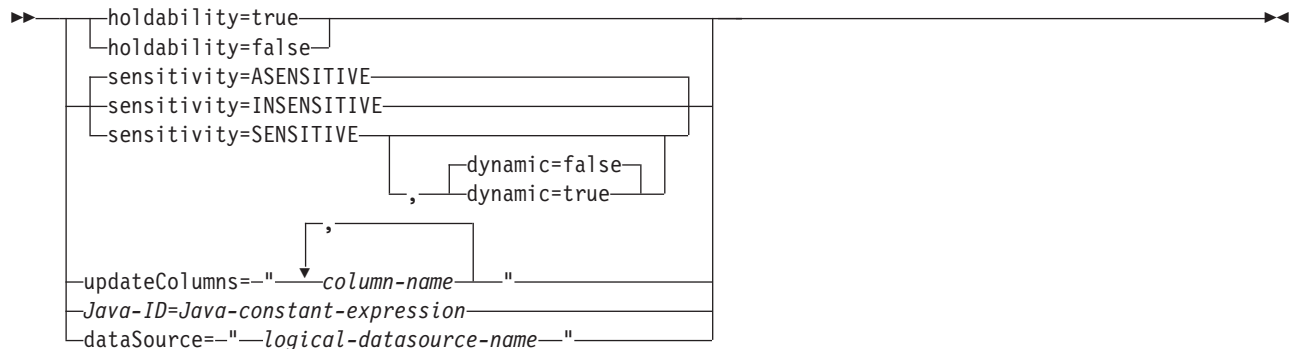 holdability=true
holdability=false
sensitivity=ASENSITIVE
sensitivity=INSENSITIVE
sensitivity=SENSITIVE
dynamic=false
, dynamic=true
,
updateColumns= " column-name "
Java-ID=Java-constant-expression
dataSource= " logical-datasource-name "